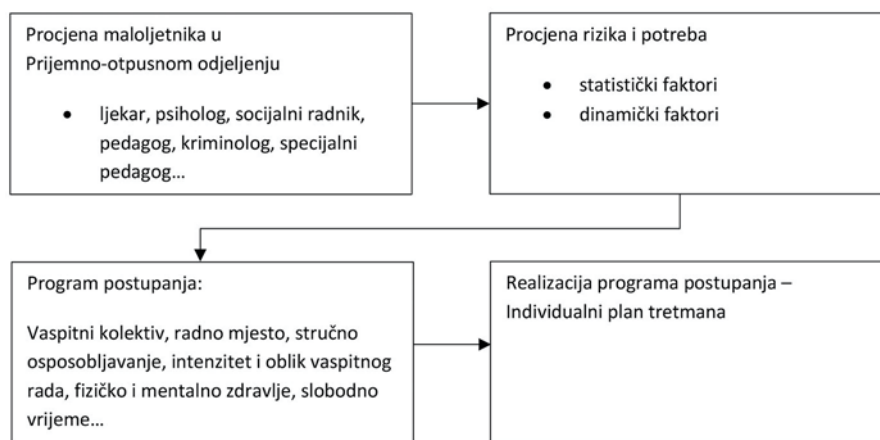 Procjena maloljetnika u
Prijemno-otpusnom odjeljenju
• ljekar, psiholog, socijalni radnik,
pedagog, kriminolog, specijalni
pedagog...
Procjena rizika i potreba
• statistički faktori
• dinamički faktori
Program postupanja:
Vaspitni kolektiv, radno mjesto, stručno
osposobljavanje, intenzitet i oblik vaspitnog
rada, fizičko i mentalno zdravlje, slobodno
vrijeme...
Realizacija programa postupanja –
Individualni plan tretmana